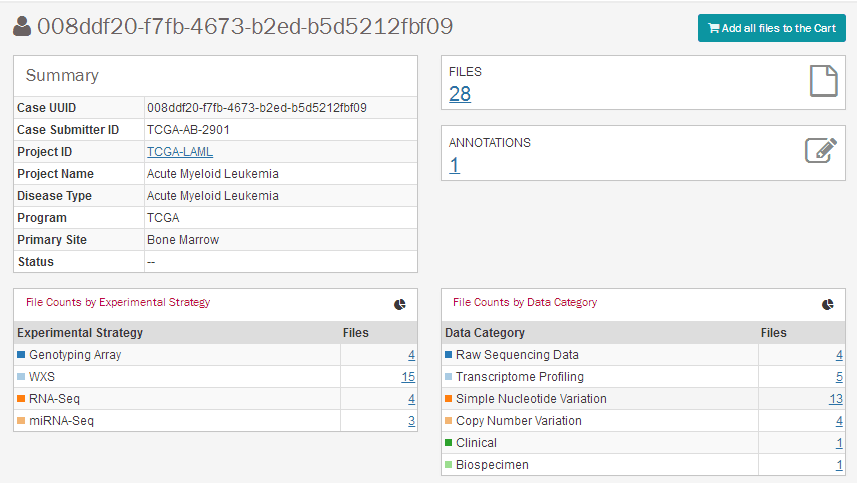 008ddf20-f7fb-4673-b2ed-b5d5212fbf09
Add all files to the Cart
Summary
Case UUID 008ddf20-f7fb-4673-b2ed-b5d5212fbf09
Case Submitter ID TCGA-AB-2901
Project ID TCGA-LAML
Project Name Acute Myeloid Leukemia
Disease Type Acute Myeloid Leukemia
Program TCGA
Primary Site Bone Marrow
Status --
FILES
28
ANNOTATIONS
1
File Counts by Experimental Strategy
Experimental Strategy Files
Genotyping Array 4
WXS 15
RNA-Seq 4
miRNA-Seq 3
File Counts by Data Category
Data Category Files
Raw Sequencing Data 4
Transcriptome Profiling 5
Simple Nucleotide Variation 13
Copy Number Variation 4
Clinical 1
Biospecimen 1